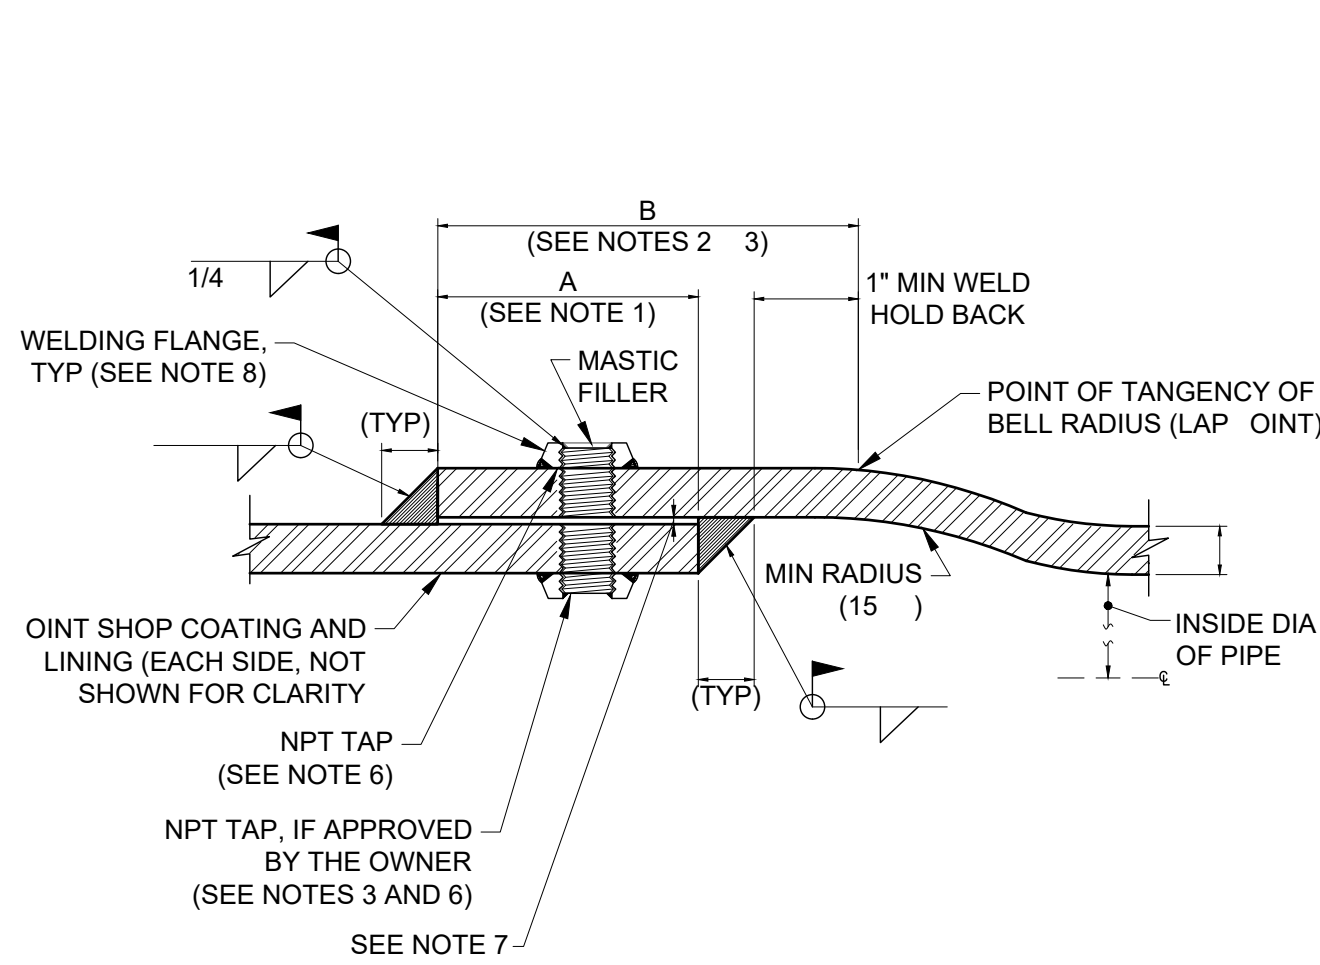 B
(SEE NOTES 2 3)
1/4
A
(SEE NOTE 1)
1" MIN WELD
HOLD BACK
WELDING FLANGE,
TYP (SEE NOTE 8)
MASTIC
FILLER
(TYP)
POINT OF TANGENCY OF
BELL RADIUS (LAP OINT)
MIN RADIUS
(15 )
OINT SHOP COATING AND
LINING (EACH SIDE, NOT
SHOWN FOR CLARITY
INSIDE DIA
OF PIPE
℄
(TYP)
NPT TAP
(SEE NOTE 6)
NPT TAP, IF APPROVED
BY THE OWNER
(SEE NOTES 3 AND 6)
SEE NOTE 7